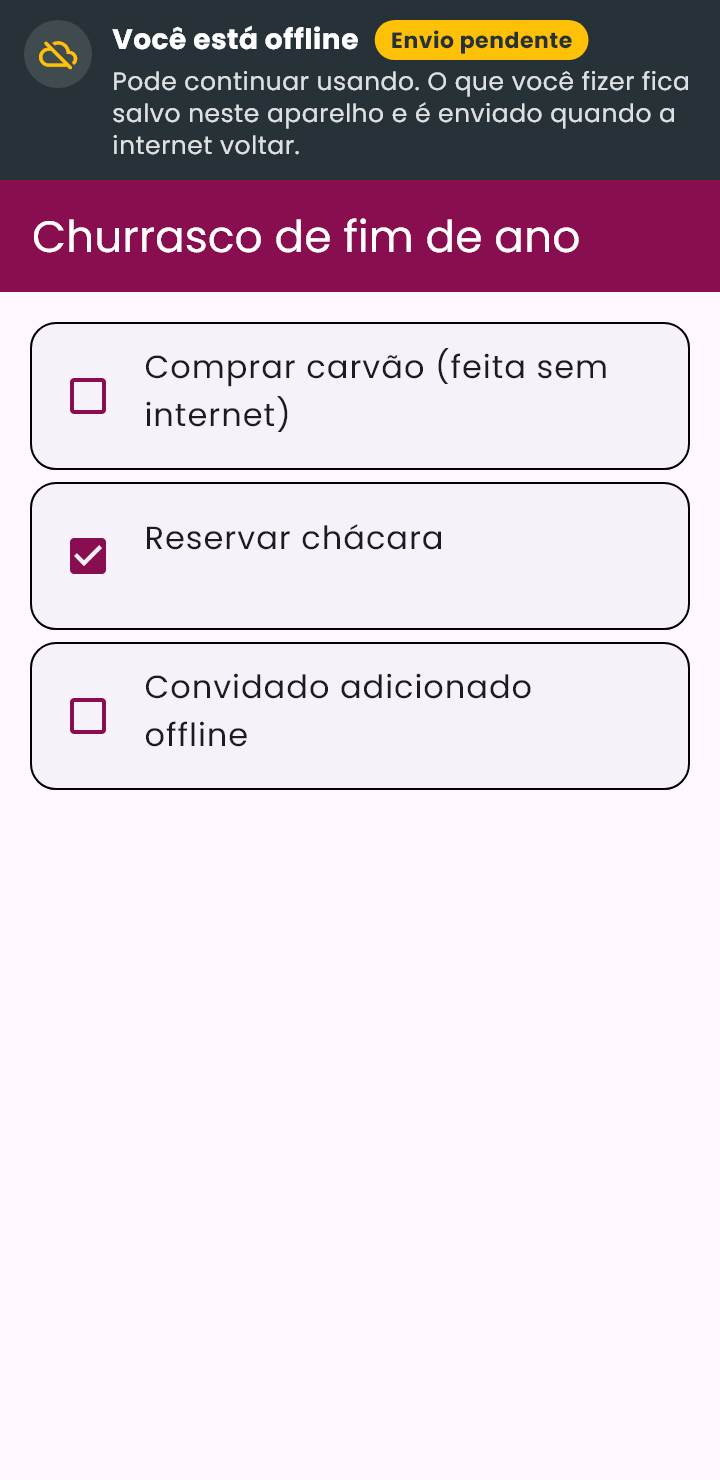 Você está offline
Envio pendente
Pode continuar usando. O que você fizer fica
salvo neste aparelho e é enviado quando a
internet voltar.
Churrasco de fim de ano
Comprar carvão (feita sem
internet)
Reservar chácara
Convidado adicionado
offline